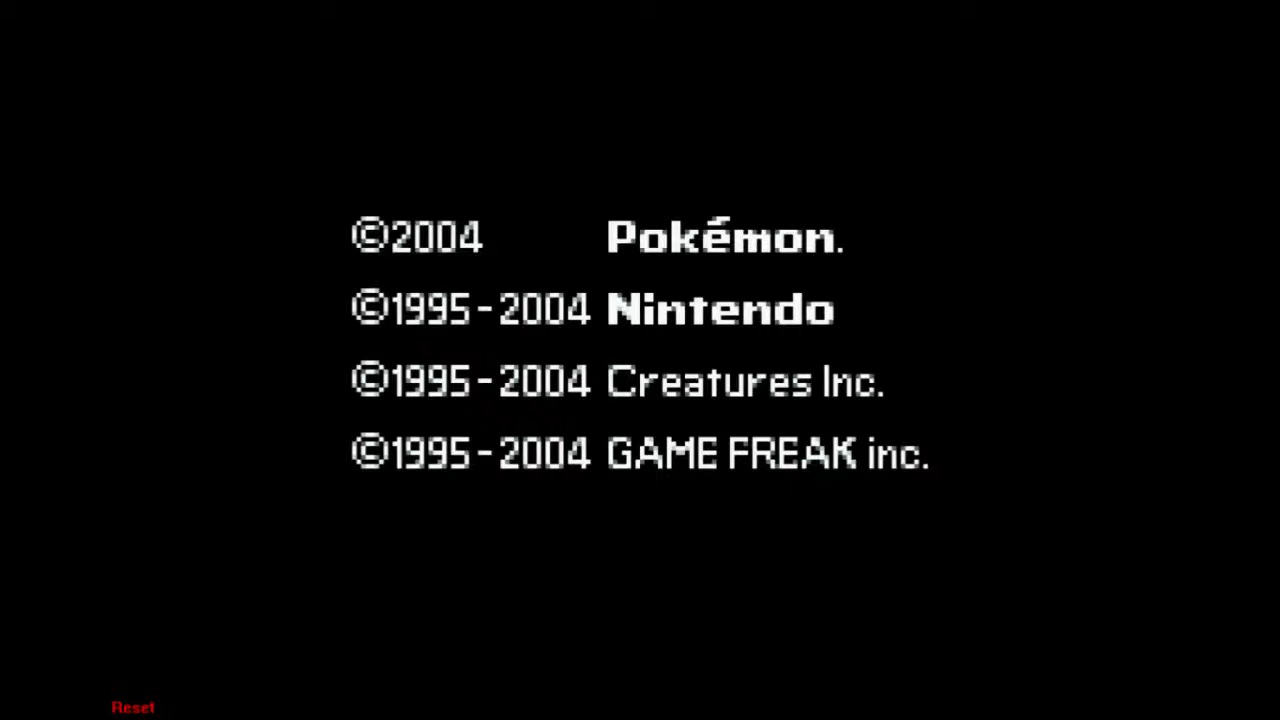 ©2004 Pokémon.
©1995-2004 Nintendo
©1995-2004 Creatures Inc.
©1995-2004 GAME FREAK inc.
Reset